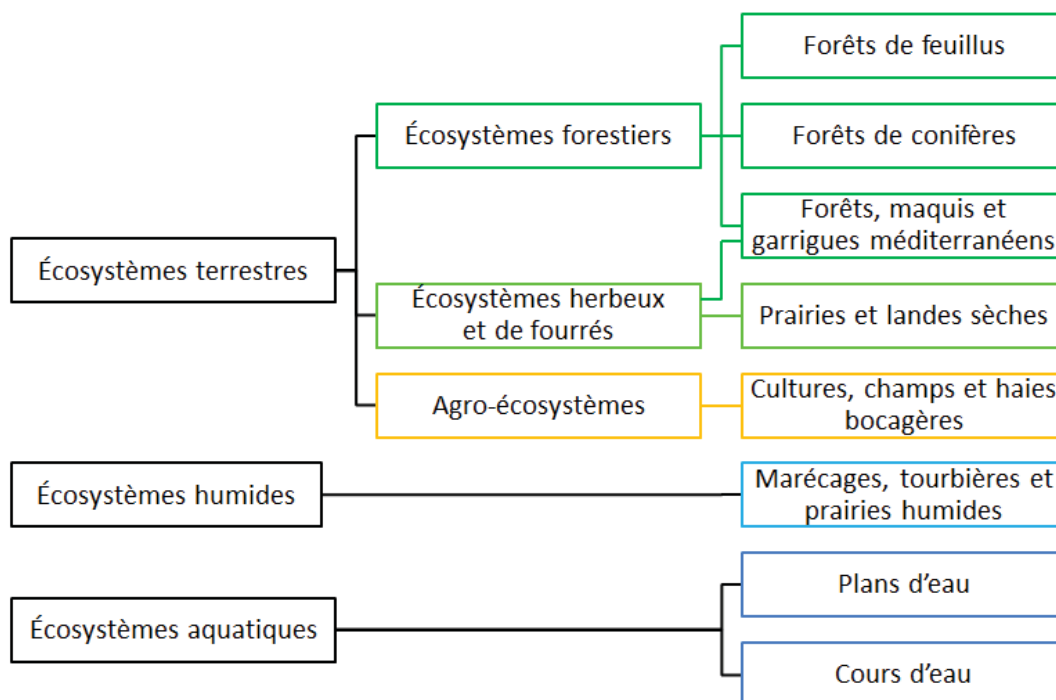 Forêts de feuillus
Écosystèmes forestiers
Forêts de conifères
Forêts, maquis et
garrigues méditerranéens
Écosystèmes terrestres
Écosystèmes herbeux
et de fourrés
Prairies et landes sèches
Agro-écosystèmes
Cultures, champs et haies
bocagères
Écosystèmes humides
Marécages, tourbières et
prairies humides
Plans d’eau
Écosystèmes aquatiques
Cours d’eau